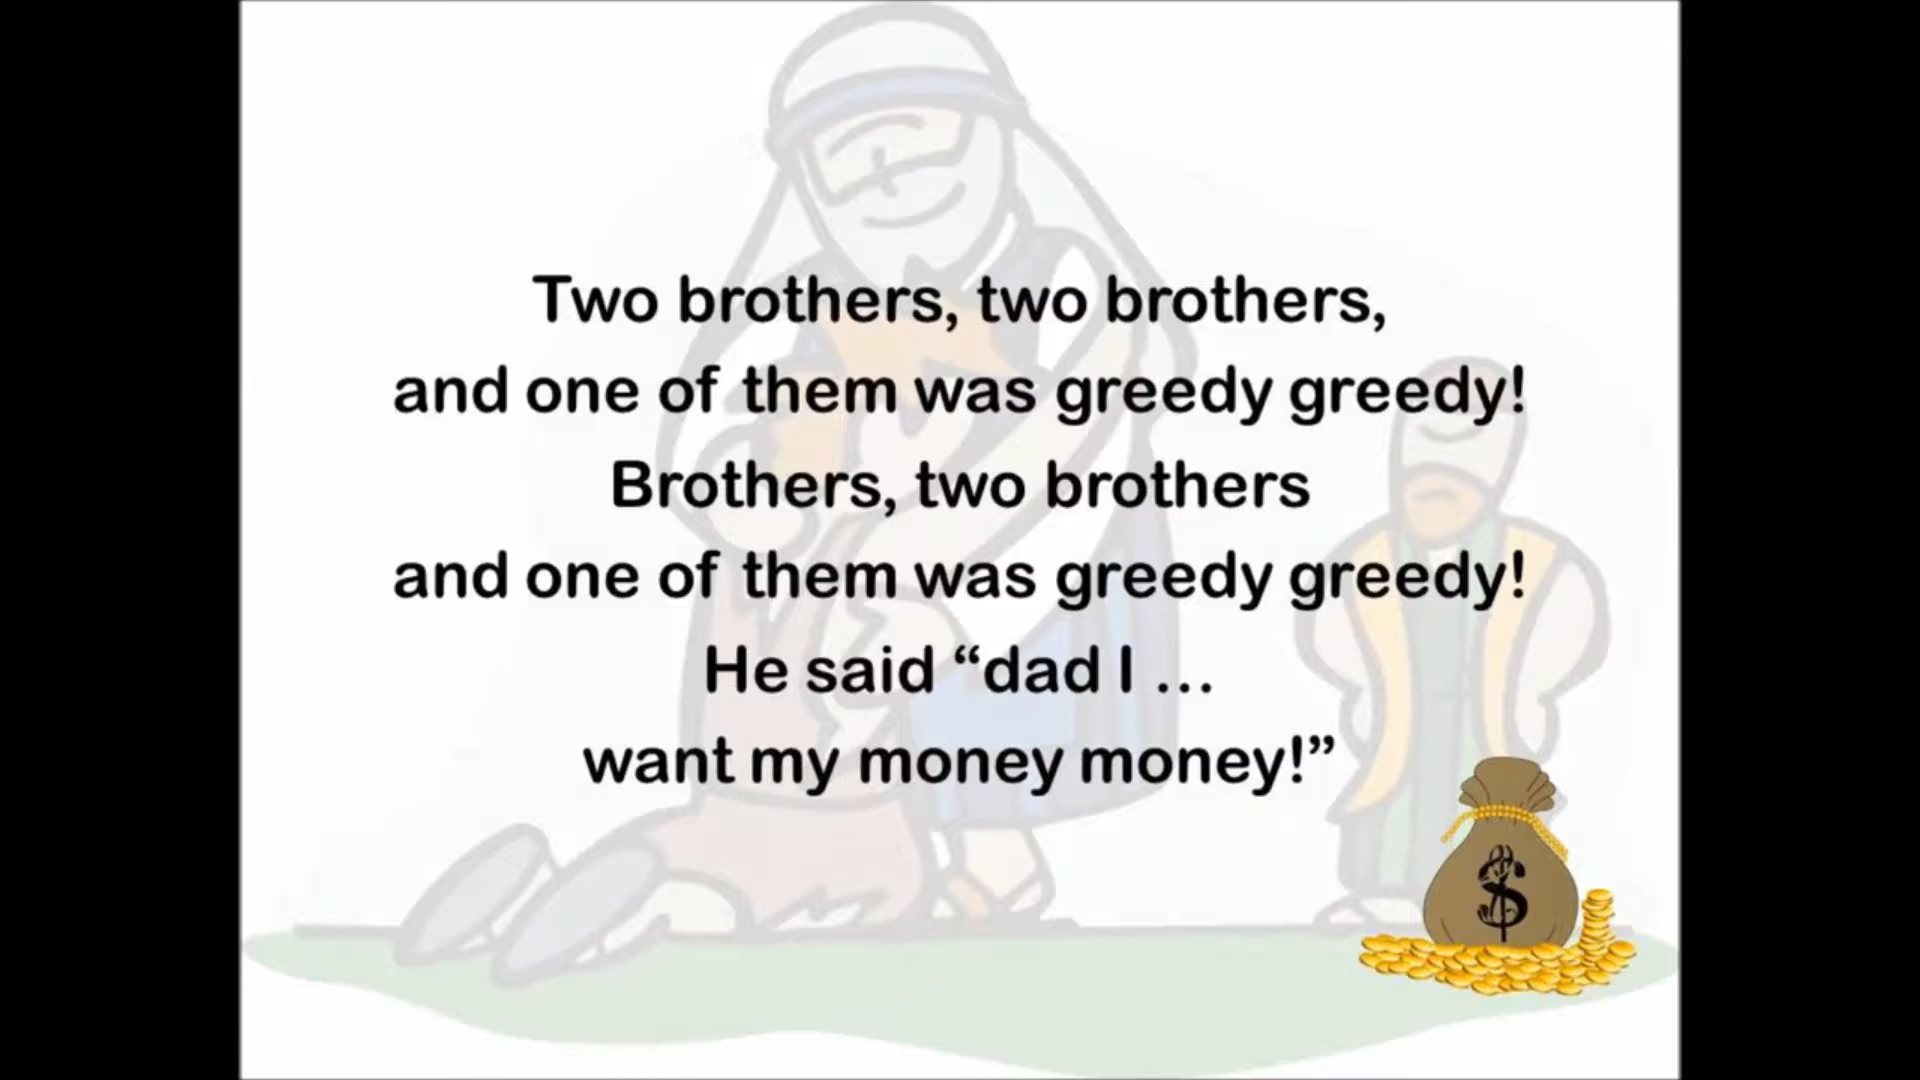 Two brothers, two brothers,
and one of them was greedy greedy!
Brothers, two brothers
and one of them was greedy greedy!
He said “dad I ...
want my money money!”
$